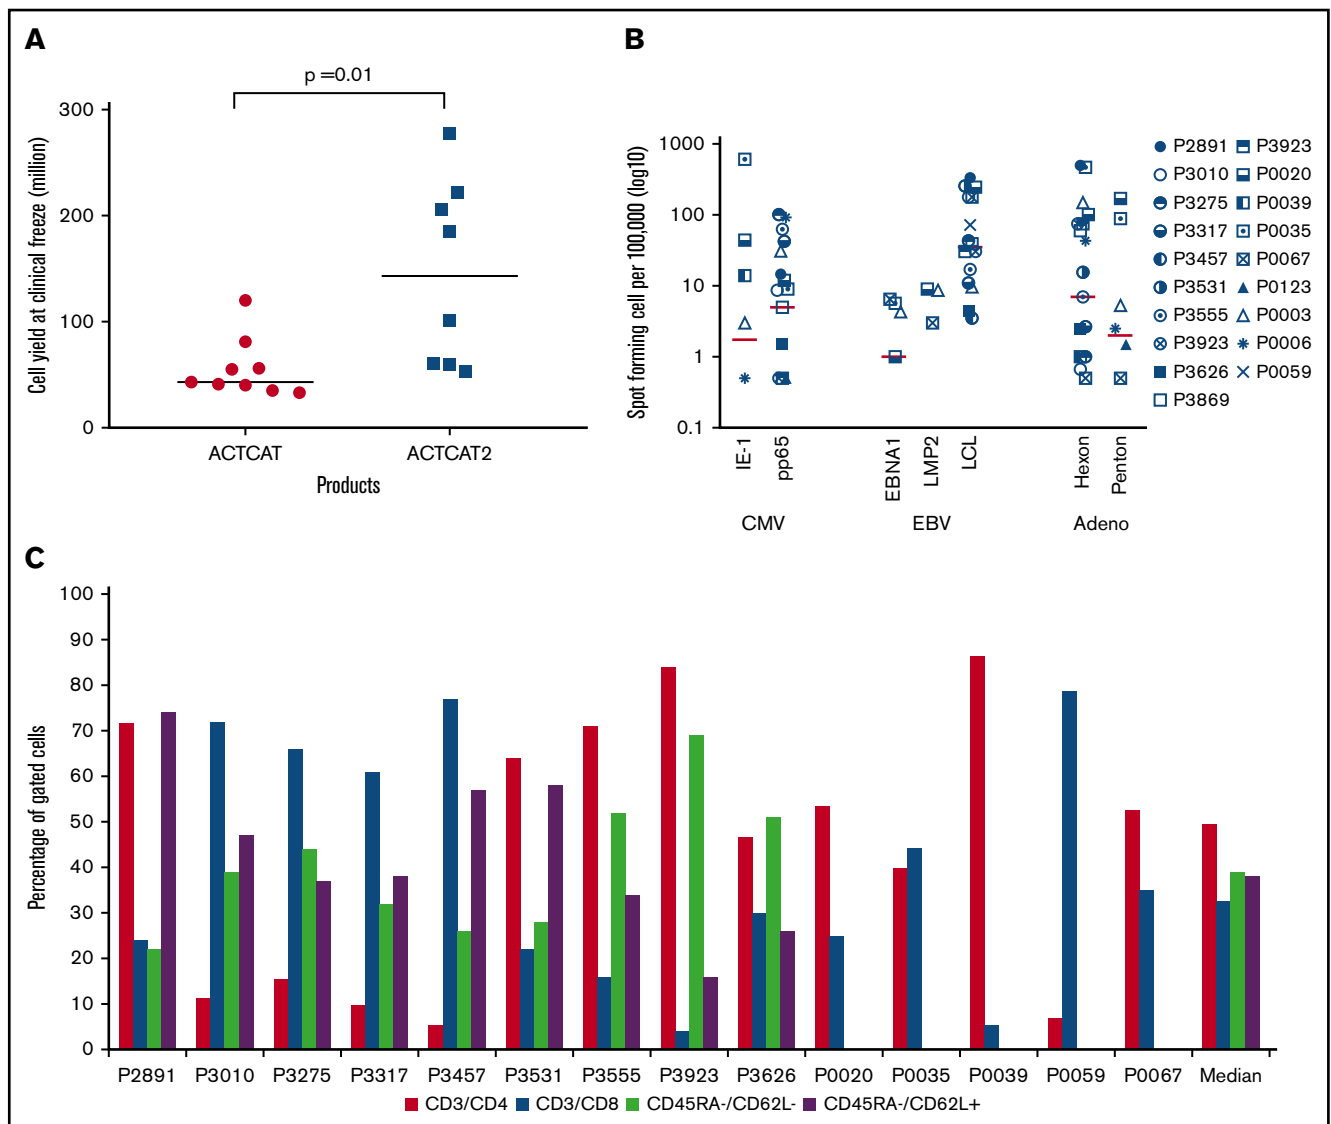 A
p =0.01
300
200
100
0
Cell yield at clinical freeze (million)
ACTCAT
ACTCAT2
Products
B
1000
100
10
1
0.1
Spot forming cell per 100,000 (log10)
IE-1
pp65
EBNA1
LMP2
LCL
Hexon
Penton
CMV
EBV
Adeno
P2891
P3010
P3275
P3317
P3457
P3531
P3555
P3923
P3626
P3869
P3923
P0020
P0039
P0035
P0067
P0123
P0003
P0006
P0059
C
100
90
80
70
60
50
40
30
20
10
0
Percentage of gated cells
P2891 P3010 P3275 P3317 P3457 P3531 P3555 P3923 P3626 P0020 P0035 P0039 P0059 P0067 Median
CD3/CD4 CD3/CD8 CD45RA-/CD62L- CD45RA-/CD62L+